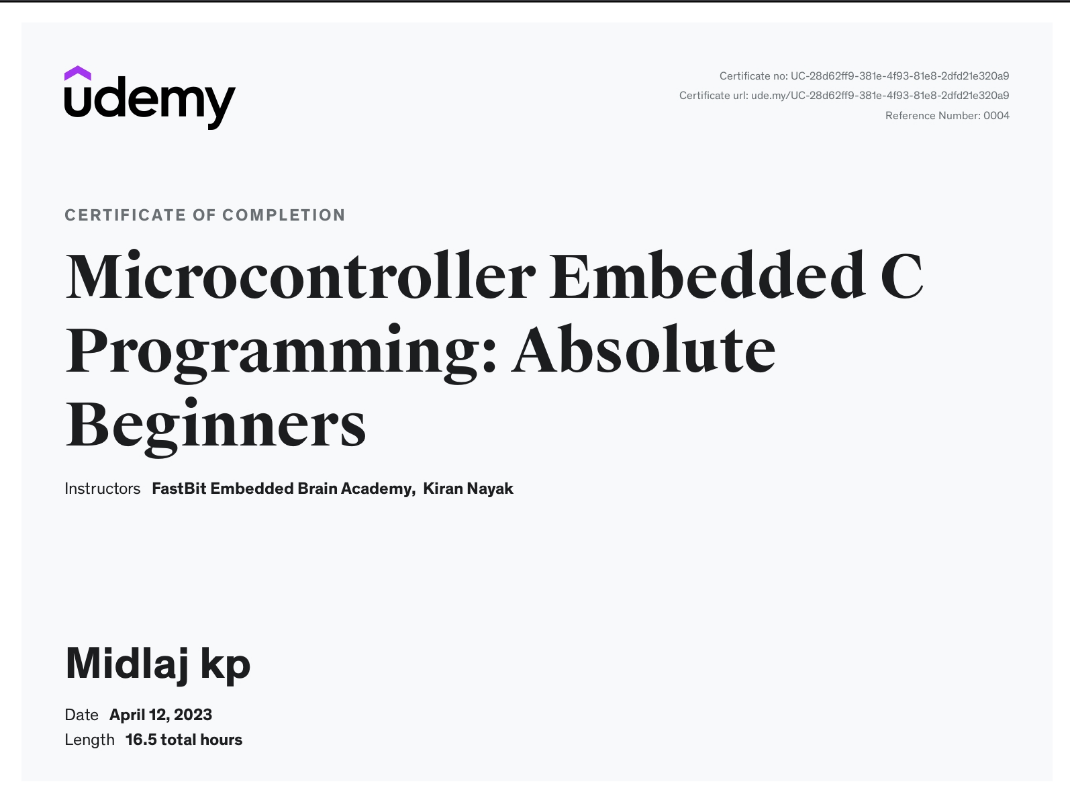 udemy
Certificate no: UC-28d62ff9-381e-4f93-81e8-2dfd21e320a9
Certificate url: ude.my/UC-28d62ff9-381e-4f93-81e8-2dfd21e320a9
Reference Number: 0004
CERTIFICATE OF COMPLETION
Microcontroller Embedded C
Programming: Absolute
Beginners
Instructors FastBit Embedded Brain Academy, Kiran Nayak
Midlaj kp
Date April 12, 2023
Length 16.5 total hours